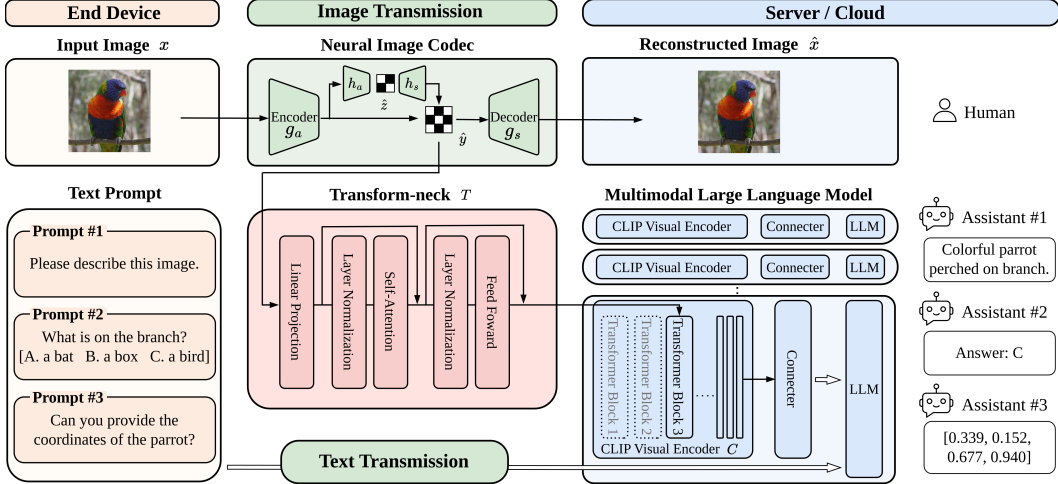 End Device
Image Transmission
Server / Cloud
Input Image x
Neural Image Codec
Reconstructed Image x̂
Encoder
g_a
h_a
ẑ
h_s
ŷ
Decoder
g_s
Human
Text Prompt
Prompt #1
Please describe this image.
Prompt #2
What is on the branch?
[A. a bat B. a box C. a bird]
Prompt #3
Can you provide the
coordinates of the parrot?
Transform-neck T
Linear Projection
Layer Normalization
Self-Attention
Layer Normalization
Feed Foward
Text Transmission
Multimodal Large Language Model
CLIP Visual Encoder
Connecter
LLM
CLIP Visual Encoder
Connecter
LLM
Transformer Block 1
Transformer Block 2
Transformer Block 3
CLIP Visual Encoder C
Connecter
LLM
Assistant #1
Colorful parrot
perched on branch.
Assistant #2
Answer: C
Assistant #3
[0.339, 0.152,
0.677, 0.940]